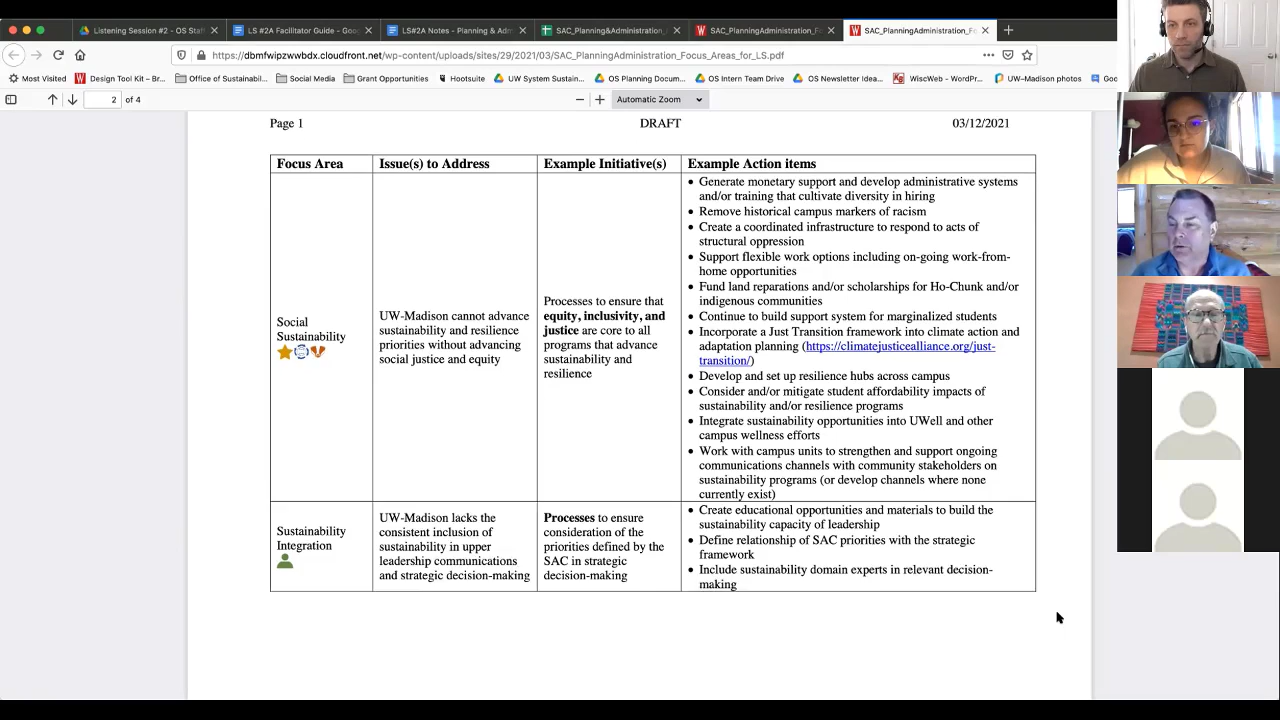 Listening Session #2 - OS Staff
LS #2A Facilitator Guide - Goog
LS#2A Notes - Planning & Adm
SAC_Planning&Administration_
SAC_PlanningAdministration_Fo
SAC_PlanningAdministration_Fo
https://dbmfwipzwwbdx.cloudfront.net/wp-content/uploads/sites/29/2021/03/SAC_PlanningAdministration_Focus_Areas_for_LS.pdf
Most Visited
Design Tool Kit – Br...
Office of Sustainabil...
Social Media
Grant Opportunities
Hootsuite
UW System Sustain...
OS Planning Docum...
OS Intern Team Drive
OS Newsletter Idea...
WiseWeb - WordPr...
UW-Madison photos
Goo
2 of 4
Automatic Zoom
Page 1
DRAFT
03/12/2021
Focus Area
Issue(s) to Address
Example Initiative(s)
Example Action items
Social
Sustainability
UW-Madison cannot advance
sustainability and resilience
priorities without advancing
social justice and equity
Processes to ensure that
equity, inclusivity, and
justice are core to all
programs that advance
sustainability and
resilience
• Generate monetary support and develop administrative systems
and/or training that cultivate diversity in hiring
• Remove historical campus markers of racism
• Create a coordinated infrastructure to respond to acts of
structural oppression
• Support flexible work options including on-going work-from-
home opportunities
• Fund land reparations and/or scholarships for Ho-Chunk and/or
indigenous communities
• Continue to build support system for marginalized students
• Incorporate a Just Transition framework into climate action and
adaptation planning (https://climatejusticealliance.org/just-
transition/)
• Develop and set up resilience hubs across campus
• Consider and/or mitigate student affordability impacts of
sustainability and/or resilience programs
• Integrate sustainability opportunities into UWell and other
campus wellness efforts
• Work with campus units to strengthen and support ongoing
communications channels with community stakeholders on
sustainability programs (or develop channels where none
currently exist)
Sustainability
Integration
UW-Madison lacks the
consistent inclusion of
sustainability in upper
leadership communications
and strategic decision-making
Processes to ensure
consideration of the
priorities defined by the
SAC in strategic
decision-making
• Create educational opportunities and materials to build the
sustainability capacity of leadership
• Define relationship of SAC priorities with the strategic
framework
• Include sustainability domain experts in relevant decision-
making